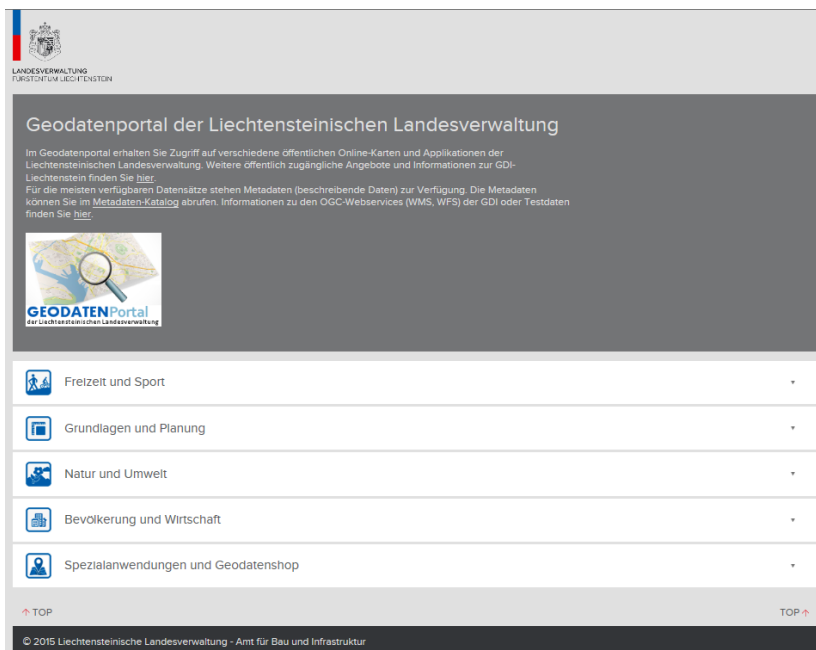 LANDESVERWALTUNG
FÜRSTENTUM LIECHTENSTEIN
Geodatenportal der Liechtensteinischen Landesverwaltung
Im Geodatenportal erhalten Sie Zugriff auf verschiedene öffentlichen Online-Karten und Applikationen der
Liechtensteinischen Landesverwaltung. Weitere öffentlich zugängliche Angebote und Informationen zur GDI-
Liechtenstein finden Sie hier.
Für die meisten verfügbaren Datensätze stehen Metadaten (beschreibende Daten) zur Verfügung. Die Metadaten
können Sie im Metadaten-Katalog abrufen. Informationen zu den OGC-Webservices (WMS, WFS) der GDI oder Testdaten
finden Sie hier.
GEODATENPortal
der Liechtensteinischen Landesverwaltung
Freizeit und Sport
Grundlagen und Planung
Natur und Umwelt
Bevölkerung und Wirtschaft
Spezialanwendungen und Geodatenshop
↑ TOP TOP ↑
© 2015 Liechtensteinische Landesverwaltung - Amt für Bau und Infrastruktur